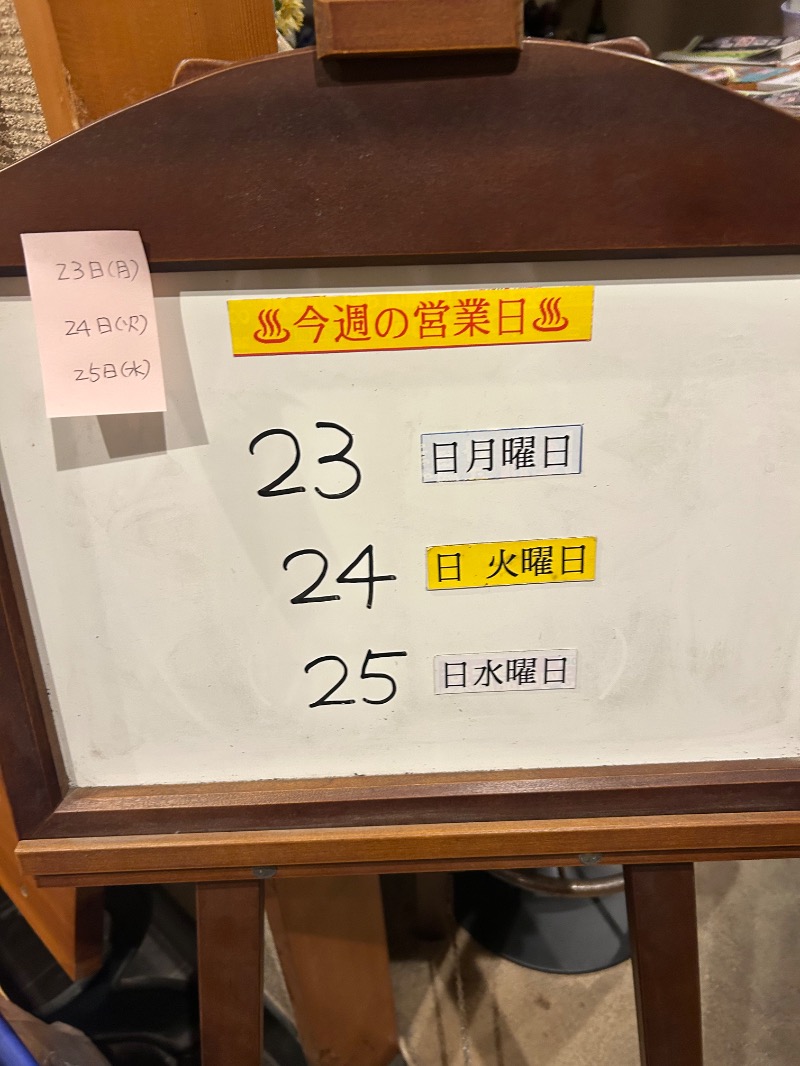 23日(月)
24日(火)
25日(水)
♨今週の営業日♨
23 日月曜日
24 日 火曜日
25 日水曜日